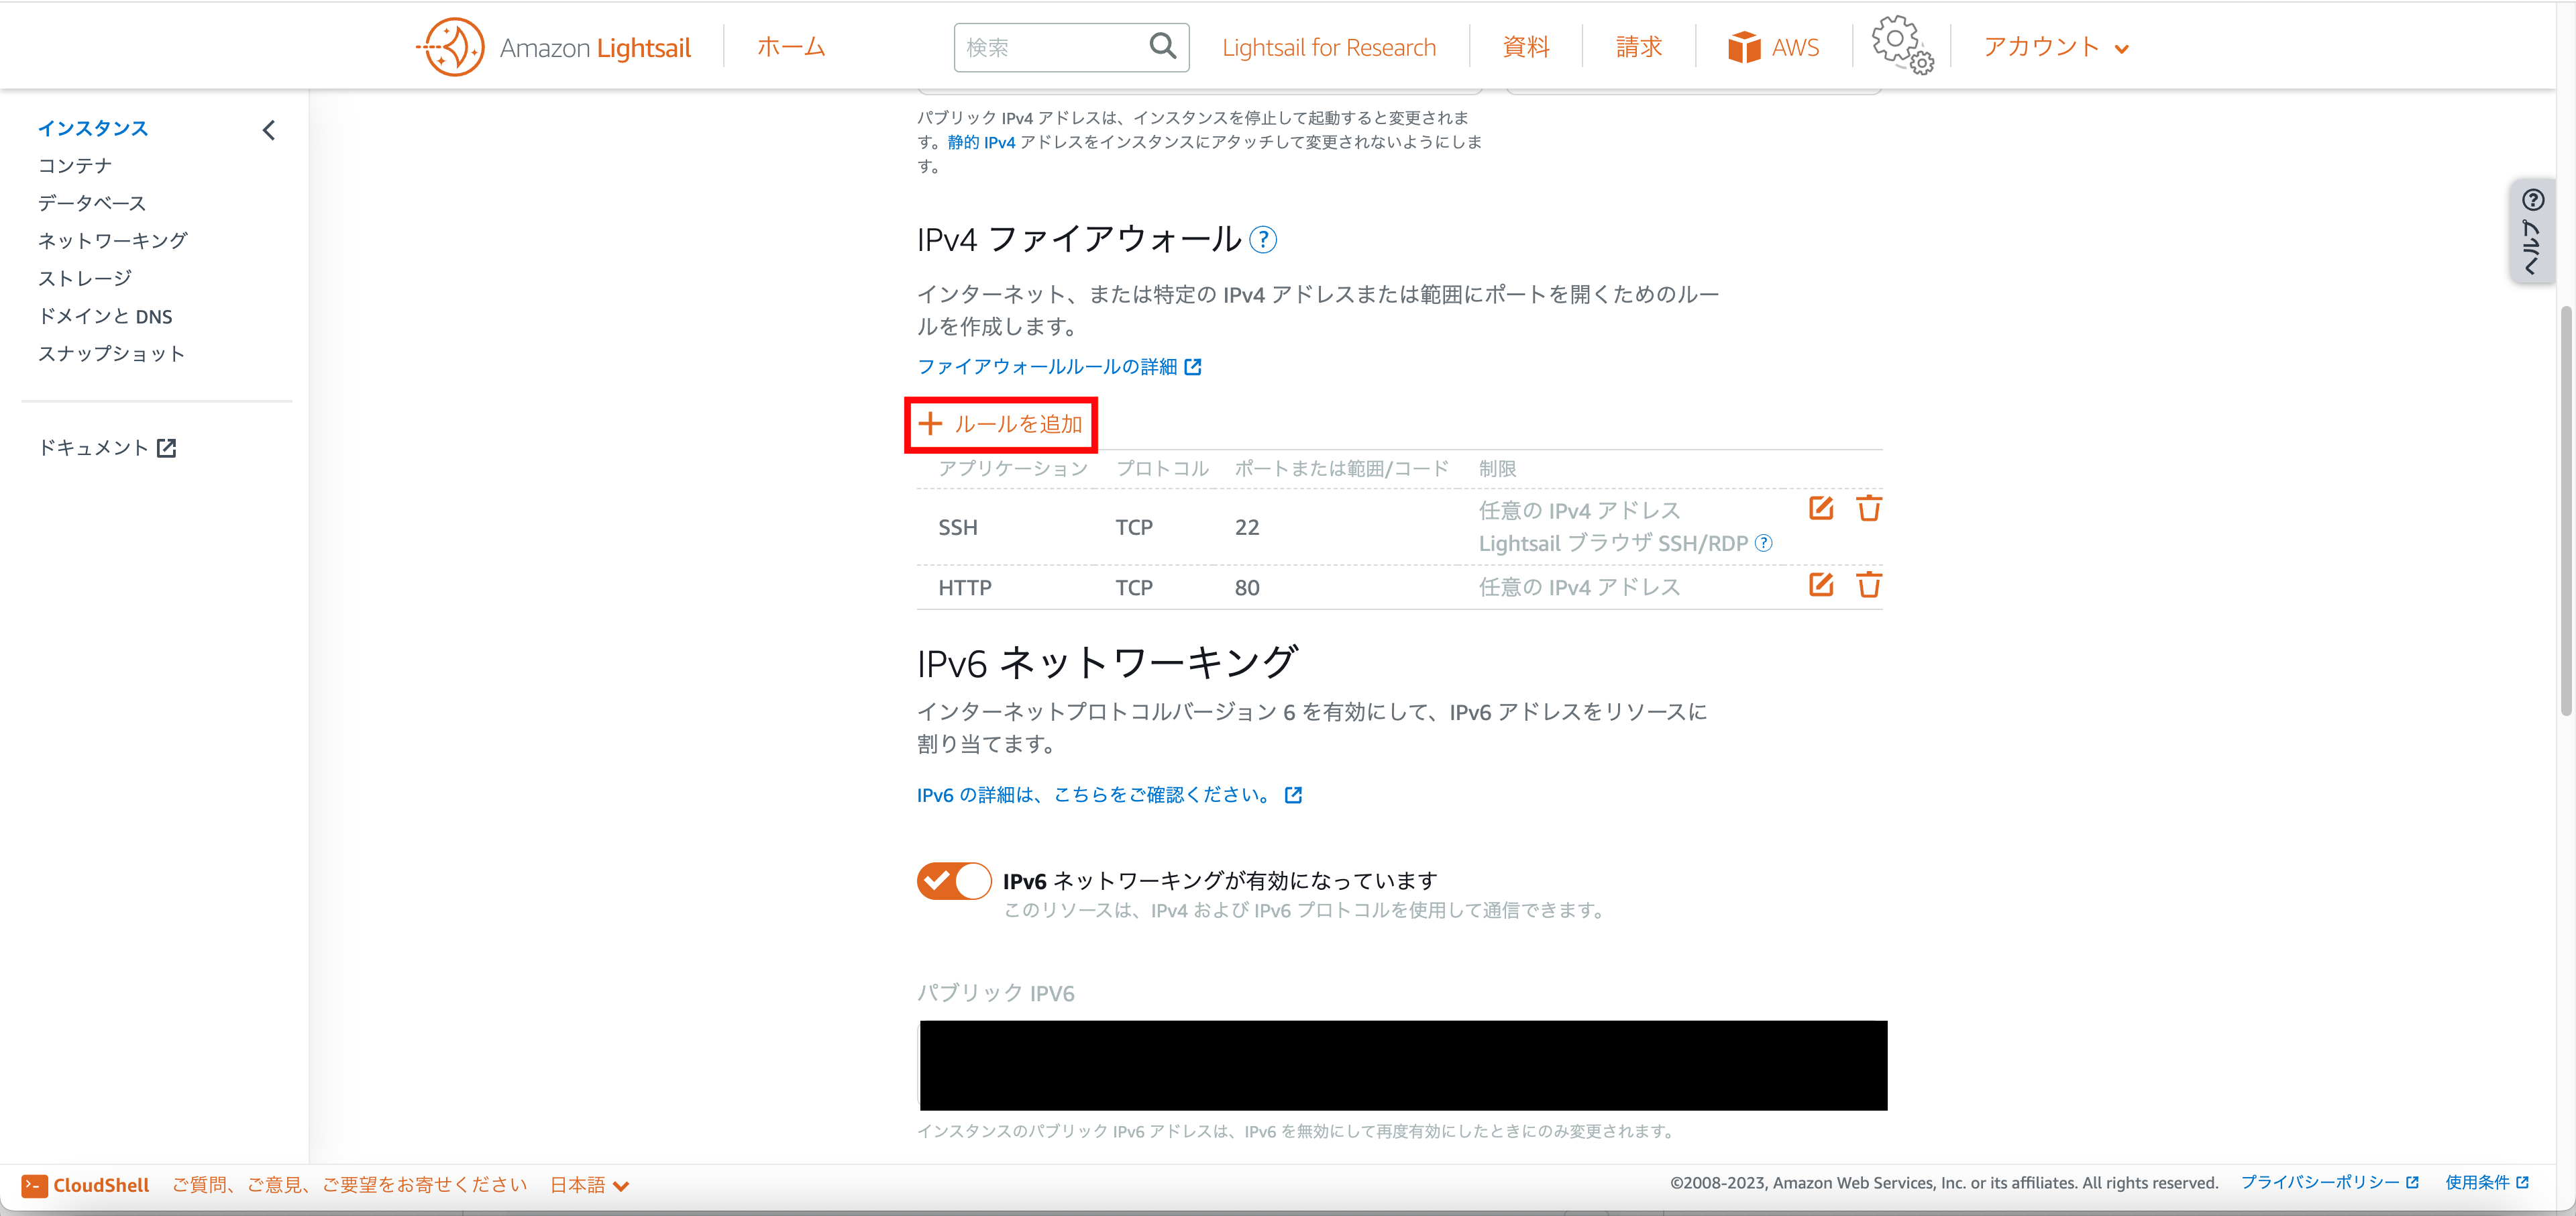 Amazon Lightsail
ホーム
検索
Lightsail for Research
資料
請求
AWS
アカウント
インスタンス
コンテナ
データベース
ネットワーキング
ストレージ
ドメインと DNS
スナップショット
ドキュメント
パブリック IPv4 アドレスは、インスタンスを停止して起動すると変更されま
す。静的 IPv4 アドレスをインスタンスにアタッチして変更されないようにしま
す。
IPv4 ファイアウォール ?
インターネット、または特定の IPv4 アドレスまたは範囲にポートを開くためのルー
ルを作成します。
ファイアウォールルールの詳細
+ ルールを追加
アプリケーション プロトコル ポートまたは範囲/コード 制限
SSH TCP 22 任意の IPv4 アドレス
Lightsail ブラウザ SSH/RDP ?
HTTP TCP 80 任意の IPv4 アドレス
IPv6 ネットワーキング
インターネットプロトコルバージョン 6 を有効にして、IPv6 アドレスをリソースに
割り当てます。
IPv6 の詳細は、こちらをご確認ください。
IPv6 ネットワーキングが有効になっています
このリソースは、IPv4 および IPv6 プロトコルを使用して通信できます。
パブリック IPV6
インスタンスのパブリック IPv6 アドレスは、IPv6 を無効にして再度有効にしたときにのみ変更されます。
? ヘルプ
CloudShell ご質問、ご意見、ご要望をお寄せください 日本語
©2008-2023, Amazon Web Services, Inc. or its affiliates. All rights reserved. プライバシーポリシー 使用条件